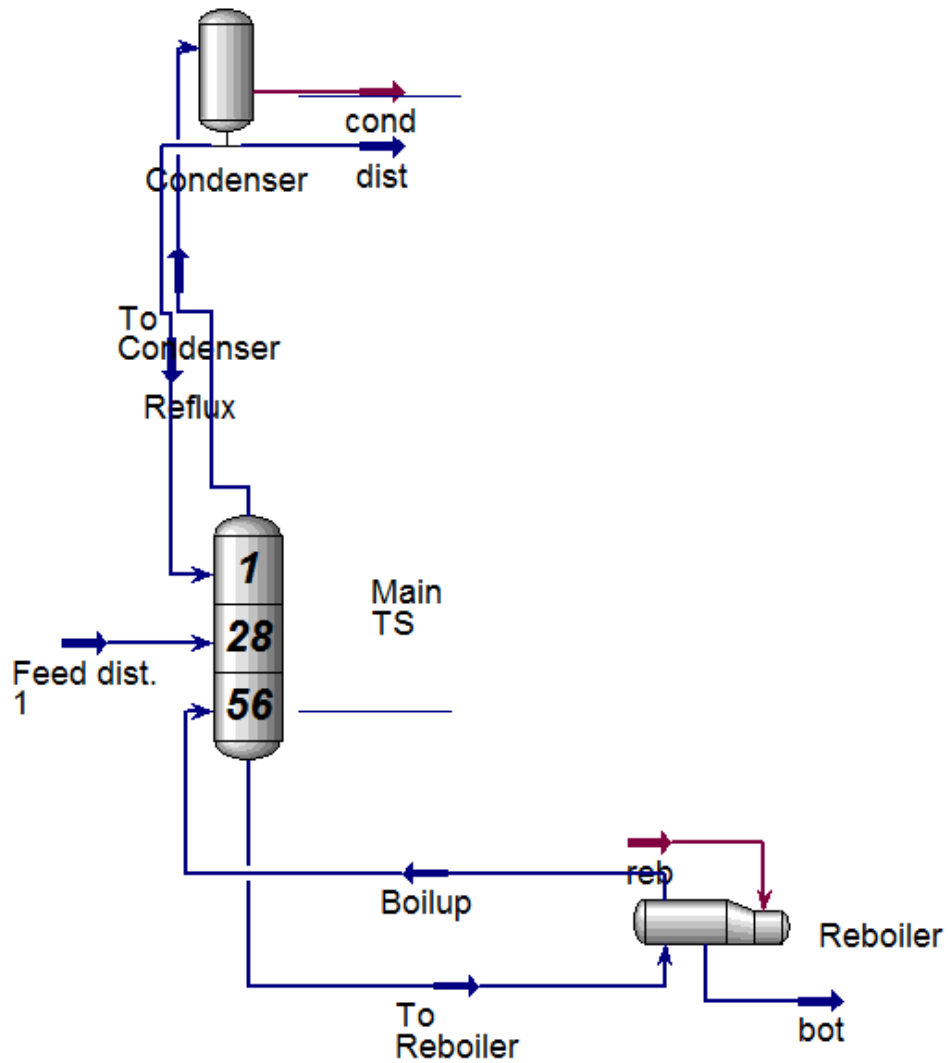 cond
dist
Condenser
To
Condenser
Reflux
1
Main
TS
28
Feed dist.
1
56
reb
Boilup
Reboiler
To
Reboiler
bot